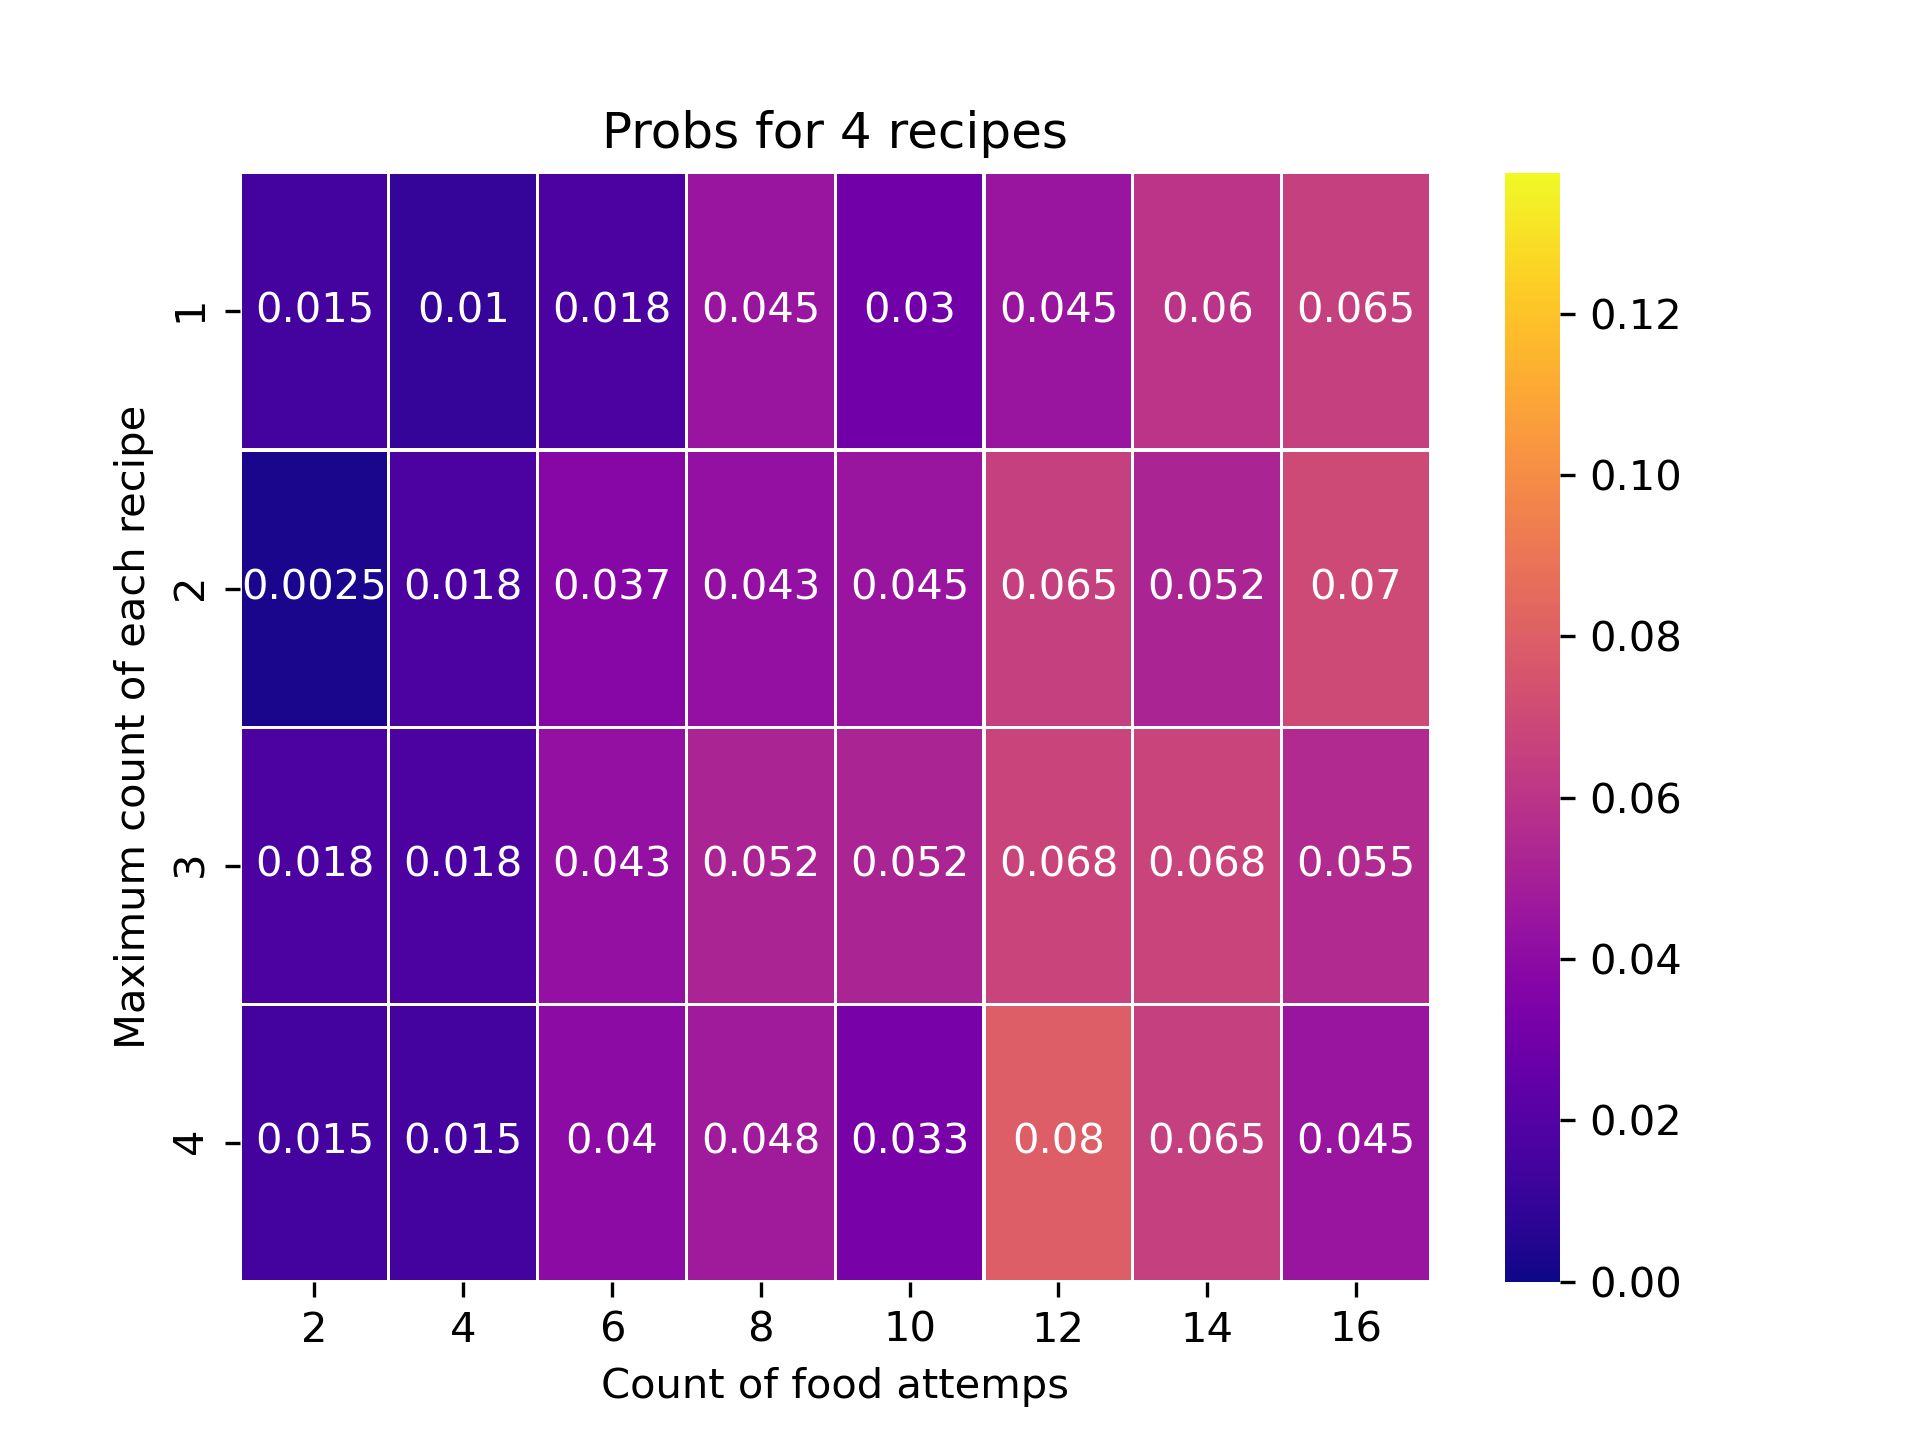 Probs for 4 recipes
Maximum count of each recipe
1 0.015 0.01 0.018 0.045 0.03 0.045 0.06 0.065
2 0.0025 0.018 0.037 0.043 0.045 0.065 0.052 0.07
3 0.018 0.018 0.043 0.052 0.052 0.068 0.068 0.055
4 0.015 0.015 0.04 0.048 0.033 0.08 0.065 0.045
2 4 6 8 10 12 14 16
Count of food attemps
0.12
0.10
0.08
0.06
0.04
0.02
0.00